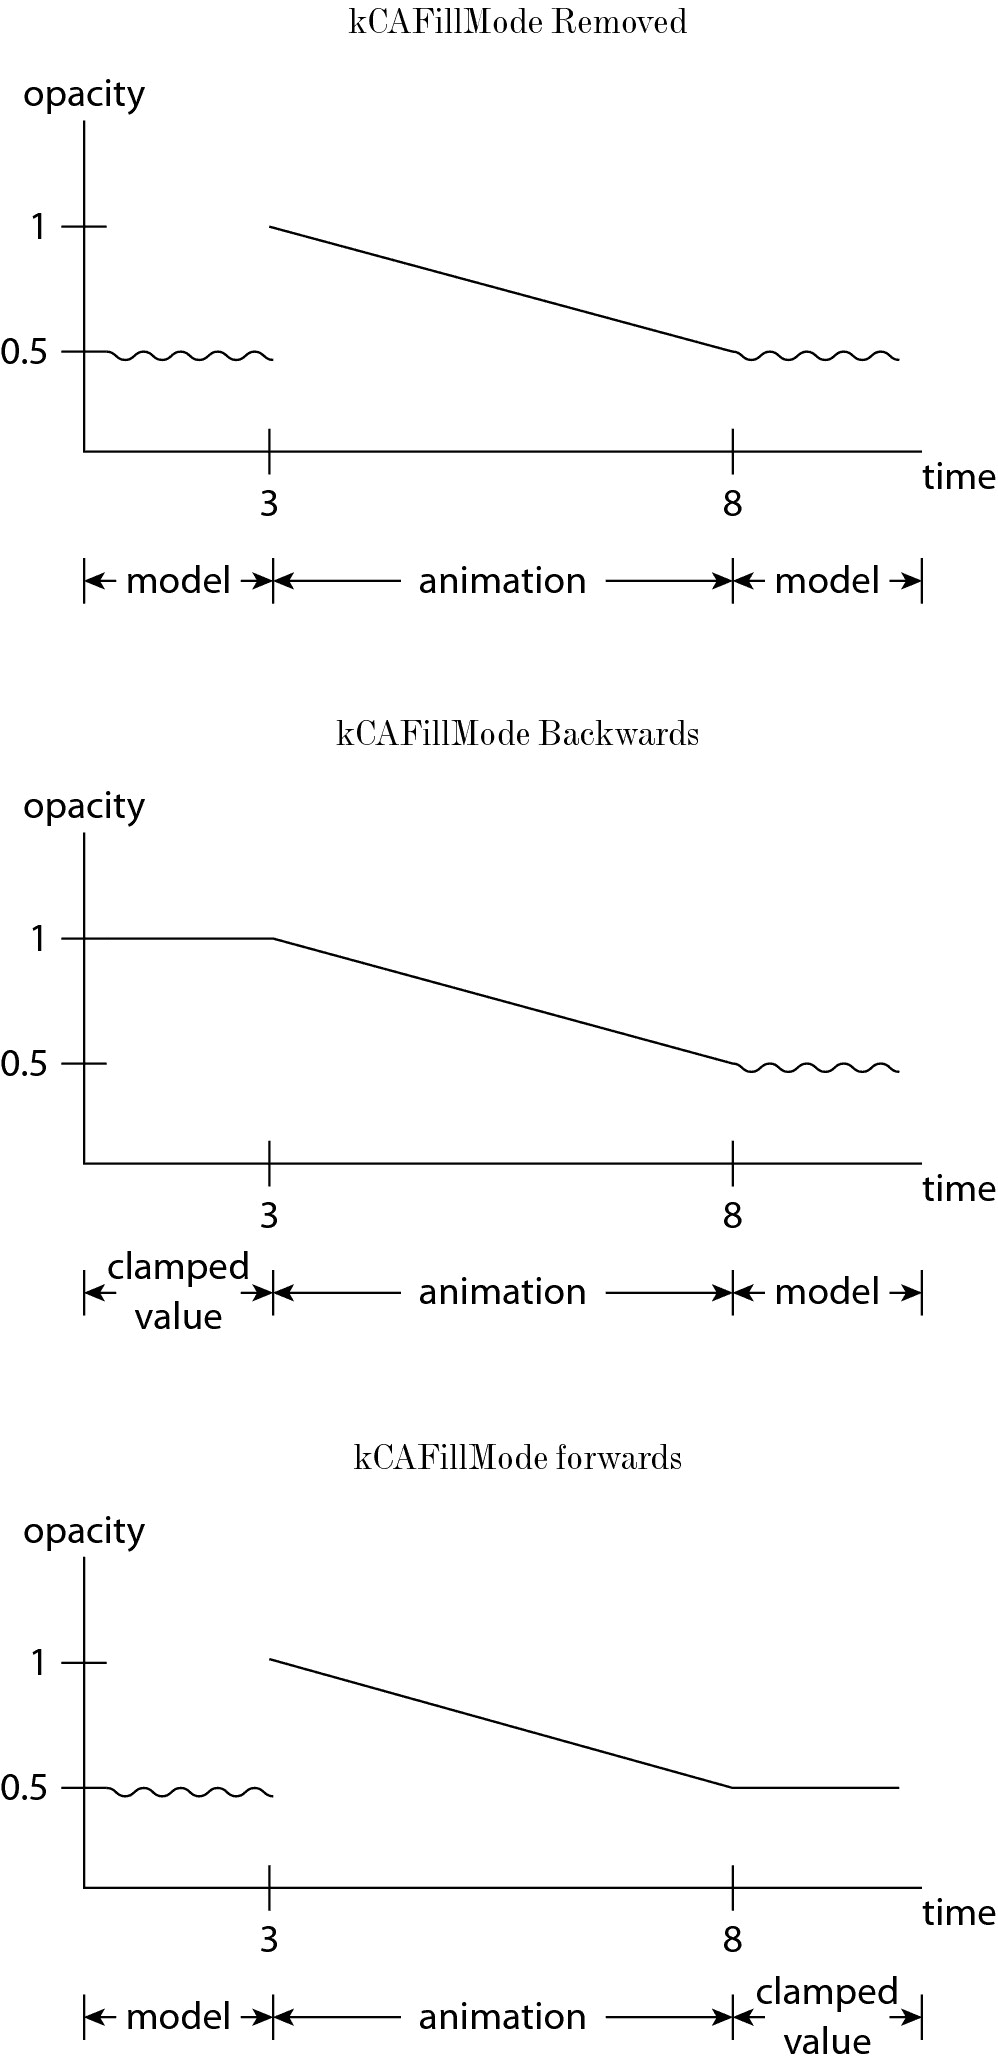 kCAFillMode Removed
opacity
1
0.5
time
3
8
model
animation
model
kCAFillMode Backwards
opacity
1
0.5
time
3
8
clamped
value
animation
model
kCAFillMode forwards
opacity
1
0.5
time
3
8
model
animation
clamped
value